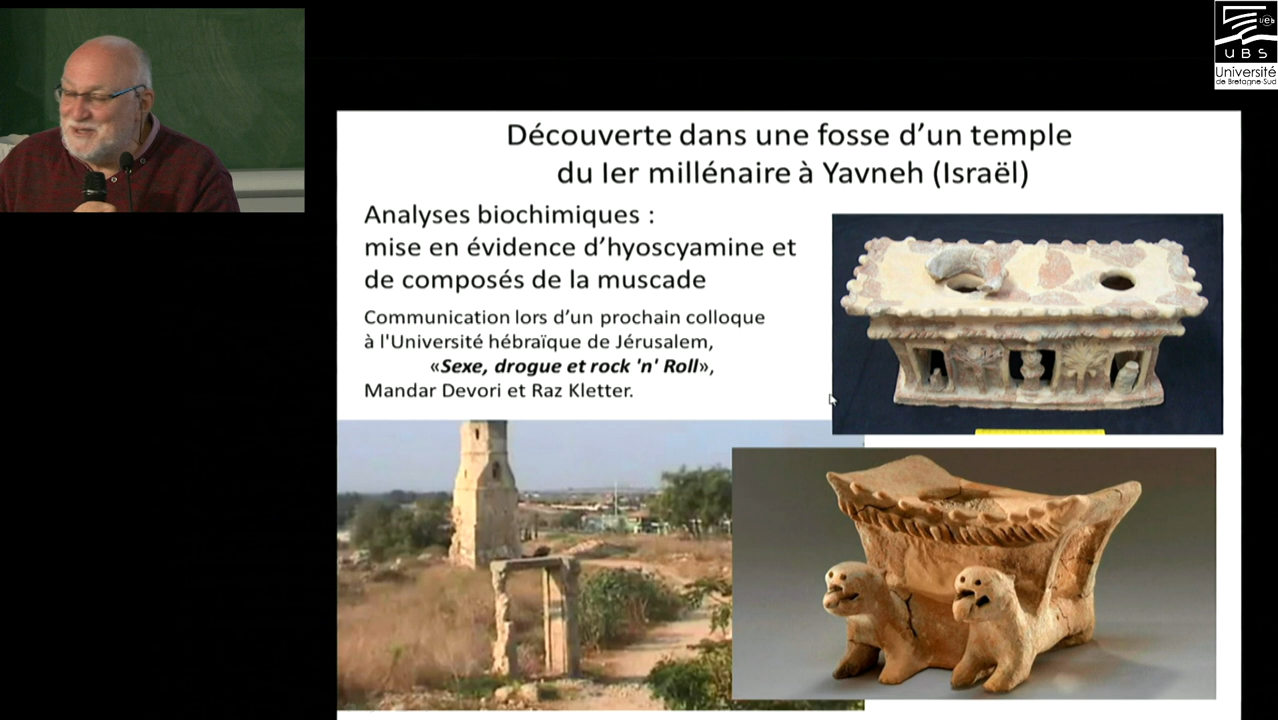 ueb
UBS
Université
de Bretagne-Sud
Découverte dans une fosse d’un temple
du Ier millénaire à Yavneh (Israël)
Analyses biochimiques :
mise en évidence d’hyoscyamine et
de composés de la muscade
Communication lors d’un prochain colloque
à l'Université hébraïque de Jérusalem,
«Sexe, drogue et rock 'n' Roll»,
Mandar Devori et Raz Kletter.